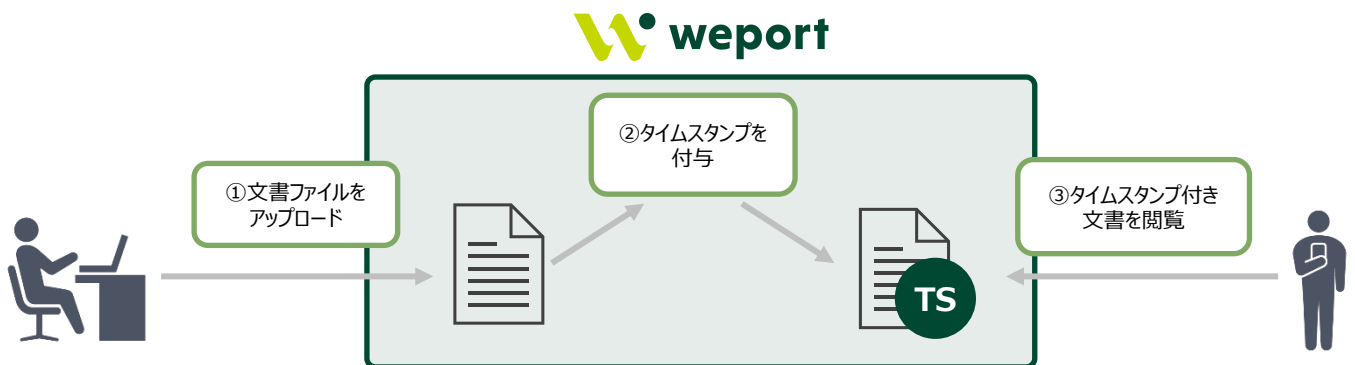 weport
②タイムスタンプを
付与
①文書ファイルを
アップロード
③タイムスタンプ付き
文書を閲覧
TS